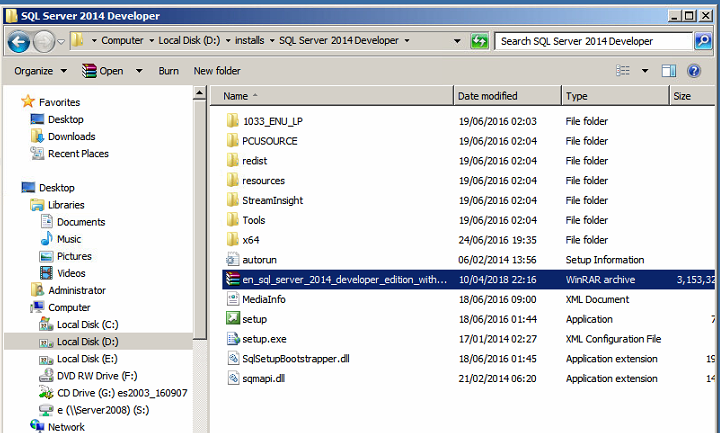 SQL Server 2014 Developer
Computer Local Disk (D:) installs SQL Server 2014 Developer Search SQL Server 2014 Developer
Organize Open Burn New folder
Name Date modified Type Size
Favorites
Desktop
Downloads
Recent Places
Desktop
Libraries
Documents
Music
Pictures
Videos
Administrator
Computer
Local Disk (C:)
Local Disk (D:)
Local Disk (E:)
DVD RW Drive (F:)
CD Drive (G:) es2003_160907
e (\\Server2008) (S:)
Network
1033_ENU_LP 19/06/2016 02:03 File folder
PCUSOURCE 19/06/2016 02:04 File folder
redist 19/06/2016 02:04 File folder
resources 19/06/2016 02:04 File folder
StreamInsight 19/06/2016 02:04 File folder
Tools 19/06/2016 02:04 File folder
x64 24/06/2016 19:35 File folder
autorun 06/02/2014 13:56 Setup Information
en_sql_server_2014_developer_edition_with... 10/04/2018 22:16 WinRAR archive 3,153,32
MediaInfo 18/06/2016 09:00 XML Document
setup 18/06/2016 01:44 Application 7
setup.exe 17/01/2014 02:27 XML Configuration File
SqlSetupBootstrapper.dll 18/06/2016 01:45 Application extension 19
sqmapi.dll 21/02/2014 06:20 Application extension 14